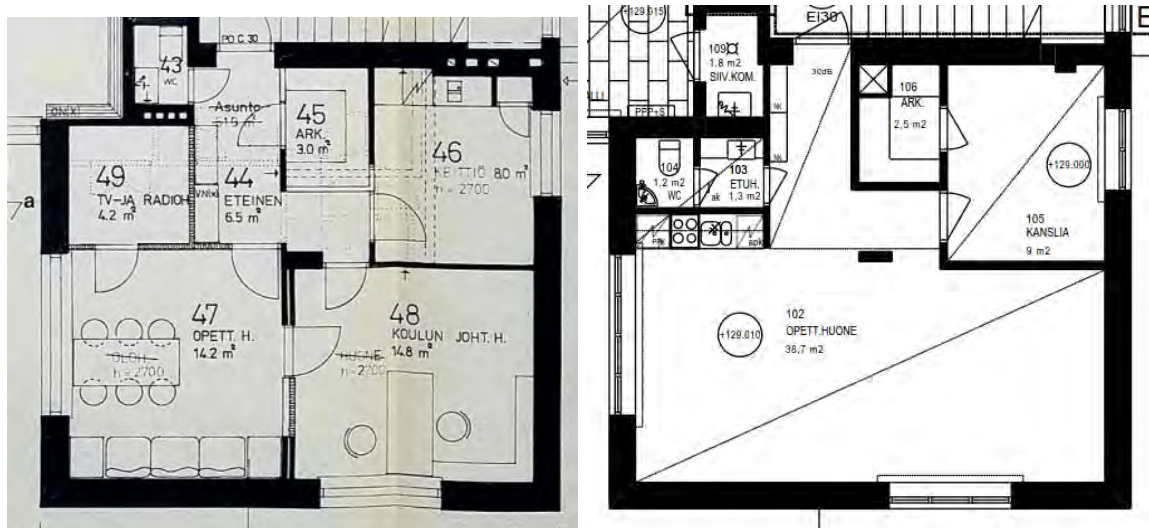 PO C 30
43
WC
Asunto
45
ARK.
3.0 m²
46
KEITTIÖ 8.0 m²
h = 2700
49
TV-JA RADIOH.
4.2 m²
44
ETEINEN
6.5 m²
a
47
OPETT. H.
14.2 m²
OLOH.
h = 2700
48
KOULUN JOHT. H.
14.8 m²
HUONE
h = 2700
+129.915
EI30
E
109
1.8 m2
SIIV.KOM.
30dB
106
ARK.
2,5 m2
+129.090
104
1,2 m2
WC
103
ETUH.
1,3 m2
ak
105
KANSLIA
9 m2
apk
102
OPETT.HUONE
38,7 m2
+129.010